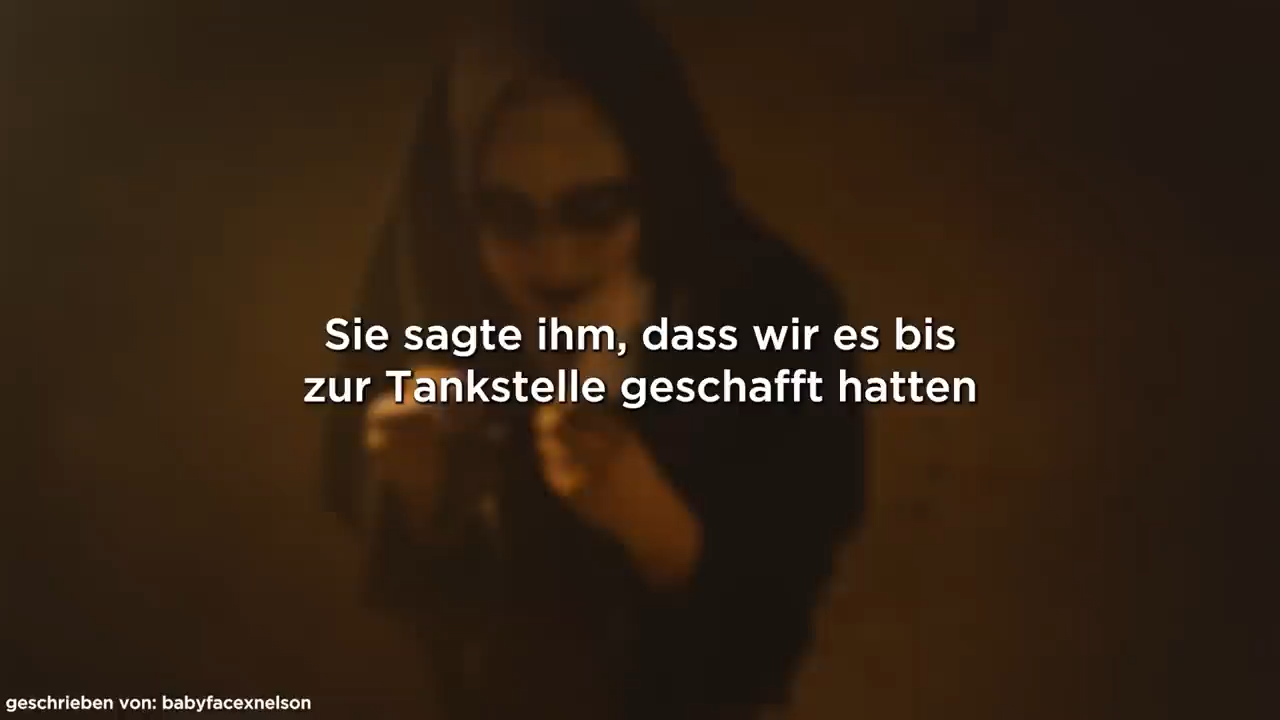 Sie sagte ihm, dass wir es bis
zur Tankstelle geschafft hatten
geschrieben von: babyfacexnelson